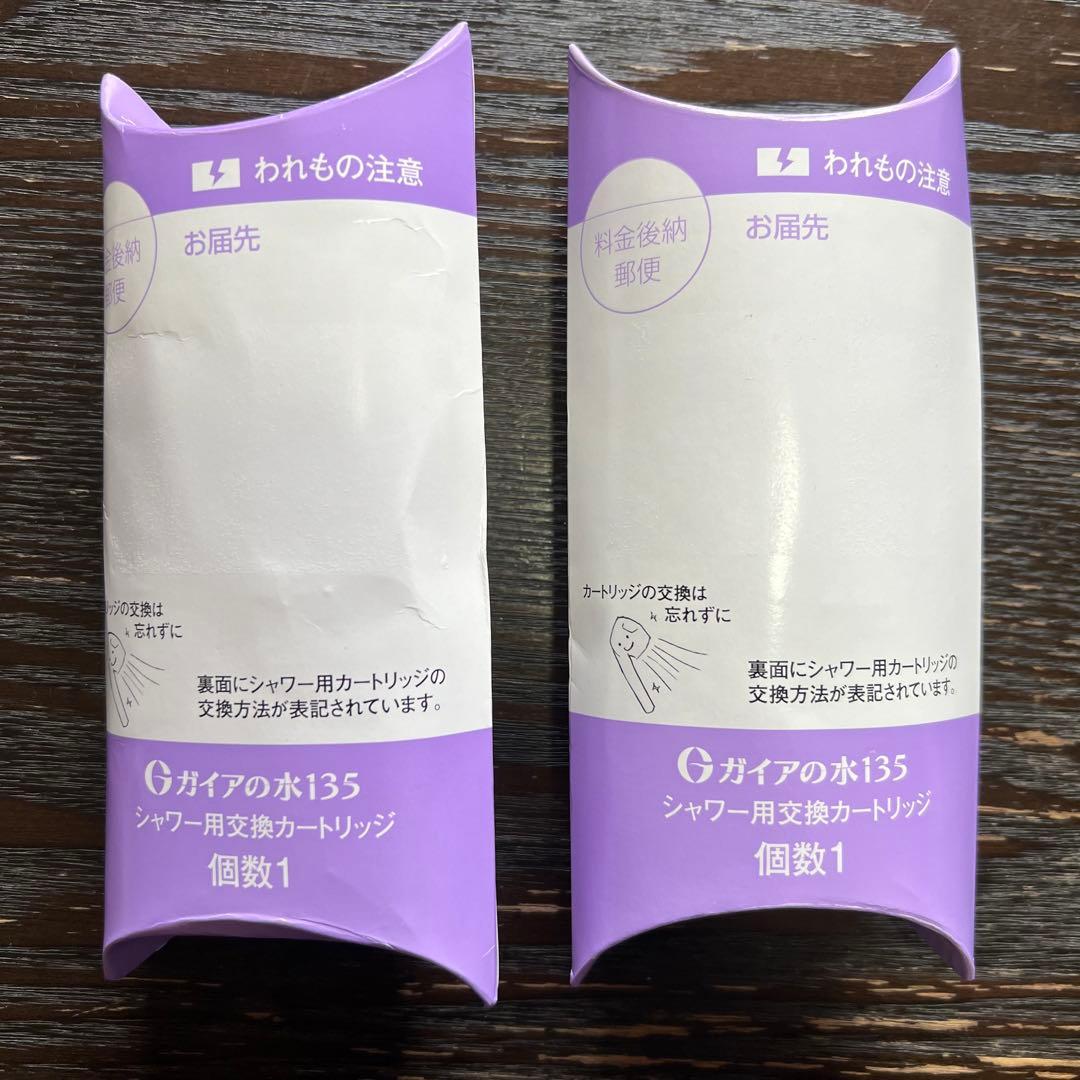 われもの注意
金後納
郵便
お届先
ッジの交換は
忘れずに
裏面にシャワー用カートリッジの
交換方法が表記されています。
ガイアの水135
シャワー用交換カートリッジ
個数1
われもの注意
料金後納
郵便
お届先
カートリッジの交換は
忘れずに
裏面にシャワー用カートリッジの
交換方法が表記されています。
ガイアの水135
シャワー用交換カートリッジ
個数1